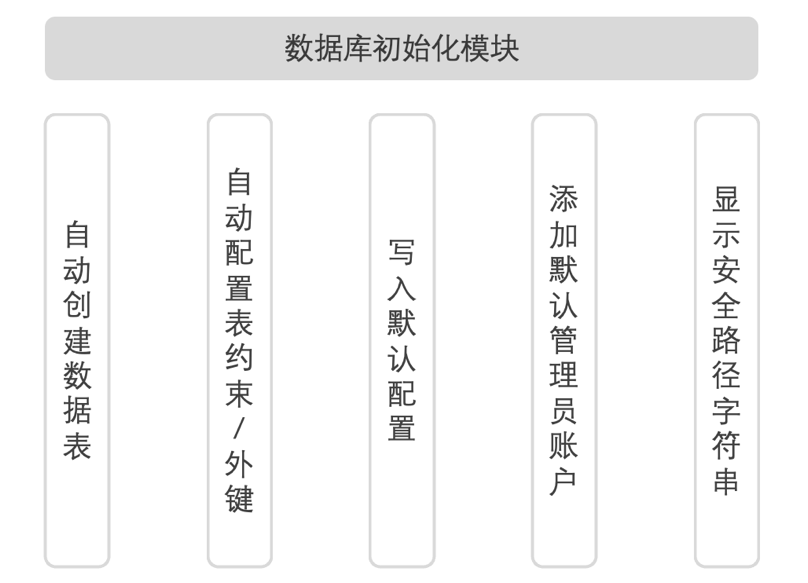 数据库初始化模块
自动创建数据表
自动配置表约束/外键
写入默认配置
添加默认管理员账户
显示安全路径字符串